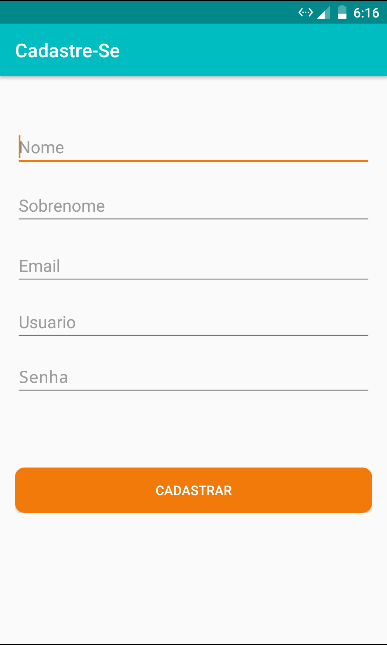 6:16
Cadastre-Se
Nome
Sobrenome
Email
Usuario
Senha
CADASTRAR